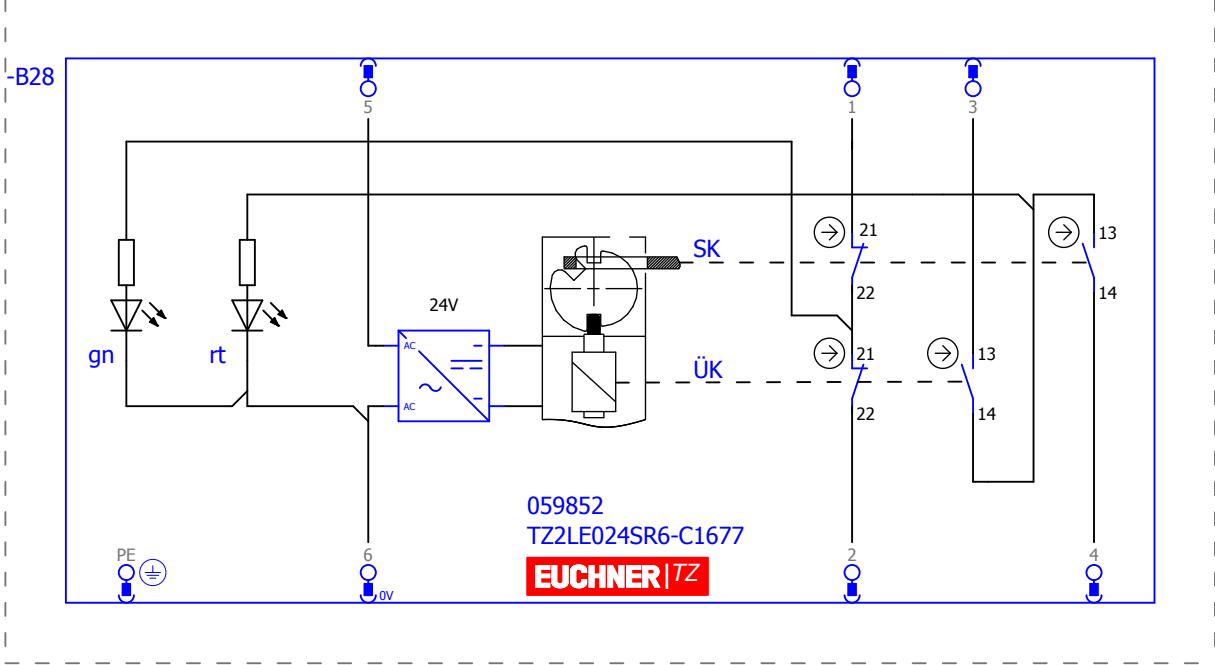 -B28
5
1
3
21
13
SK
22
14
24V
gn
rt
AC
21
13
ÜK
AC
22
14
059852
TZ2LE024SR6-C1677
EUCHNER|TZ
PE
6
2
4
0V